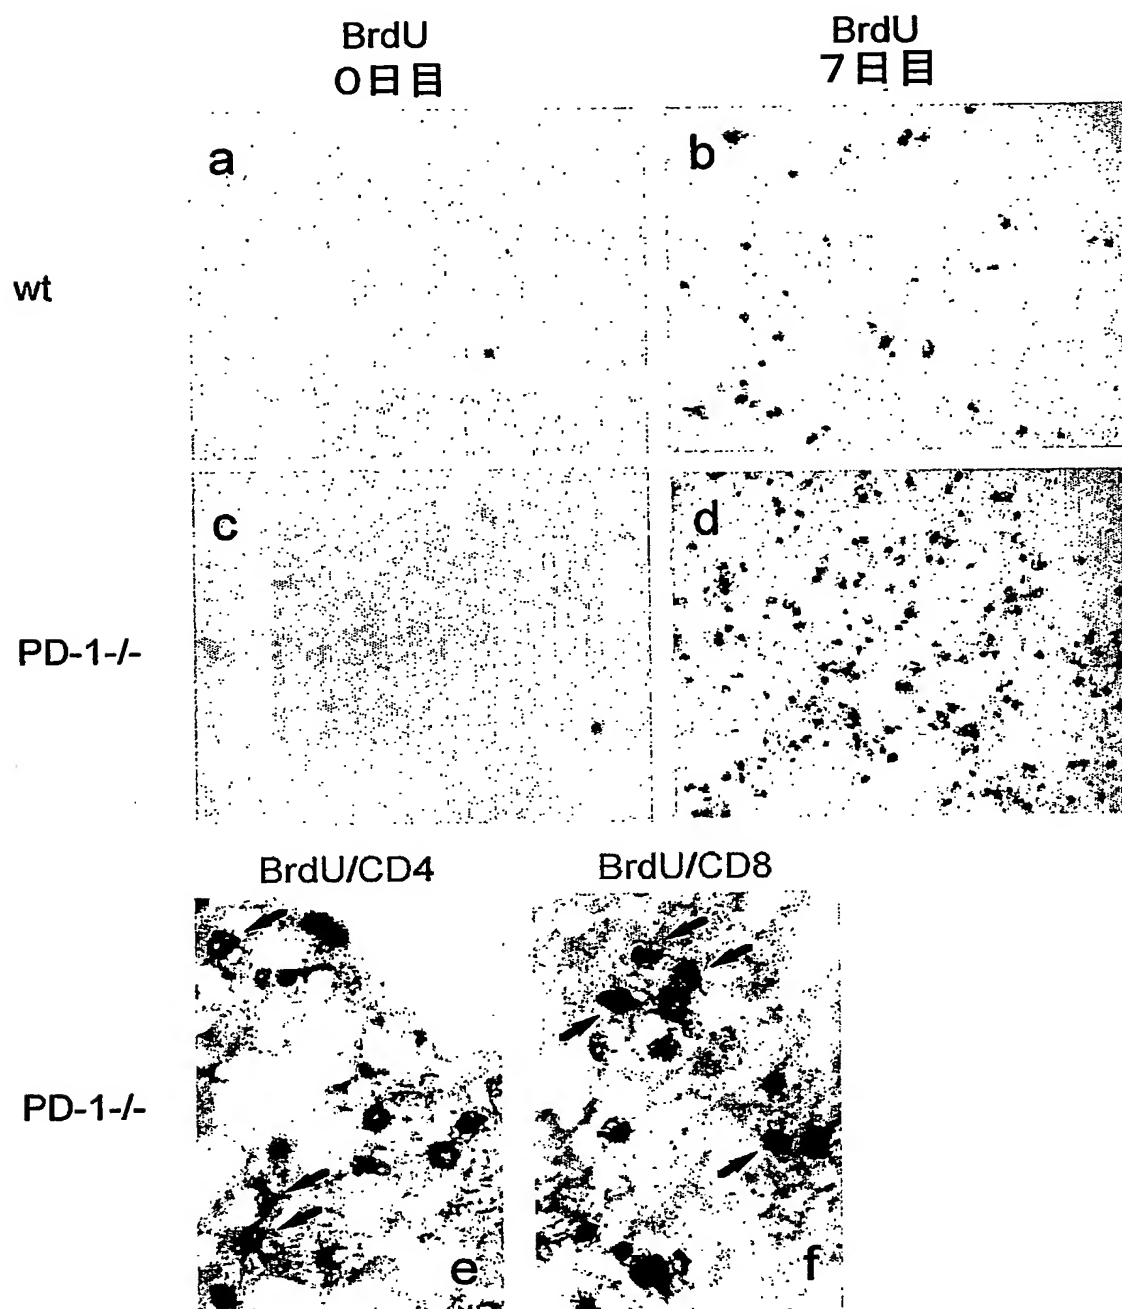 BrdU
0日目
BrdU
7日目
a
b
wt
c
d
PD-1-/-
BrdU/CD4
BrdU/CD8
PD-1-/-
e
f